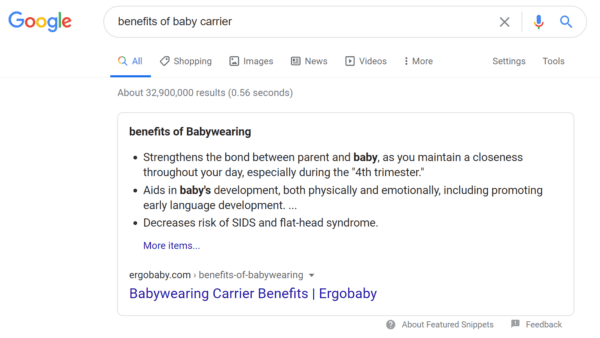 Google
benefits of baby carrier
All Shopping Images News Videos More Settings Tools
About 32,900,000 results (0.56 seconds)
benefits of Babywearing
• Strengthens the bond between parent and baby, as you maintain a closeness
throughout your day, especially during the "4th trimester."
• Aids in baby's development, both physically and emotionally, including promoting
early language development. ...
• Decreases risk of SIDS and flat-head syndrome.
More items...
ergobaby.com › benefits-of-babywearing
Babywearing Carrier Benefits | Ergobaby
About Featured Snippets Feedback